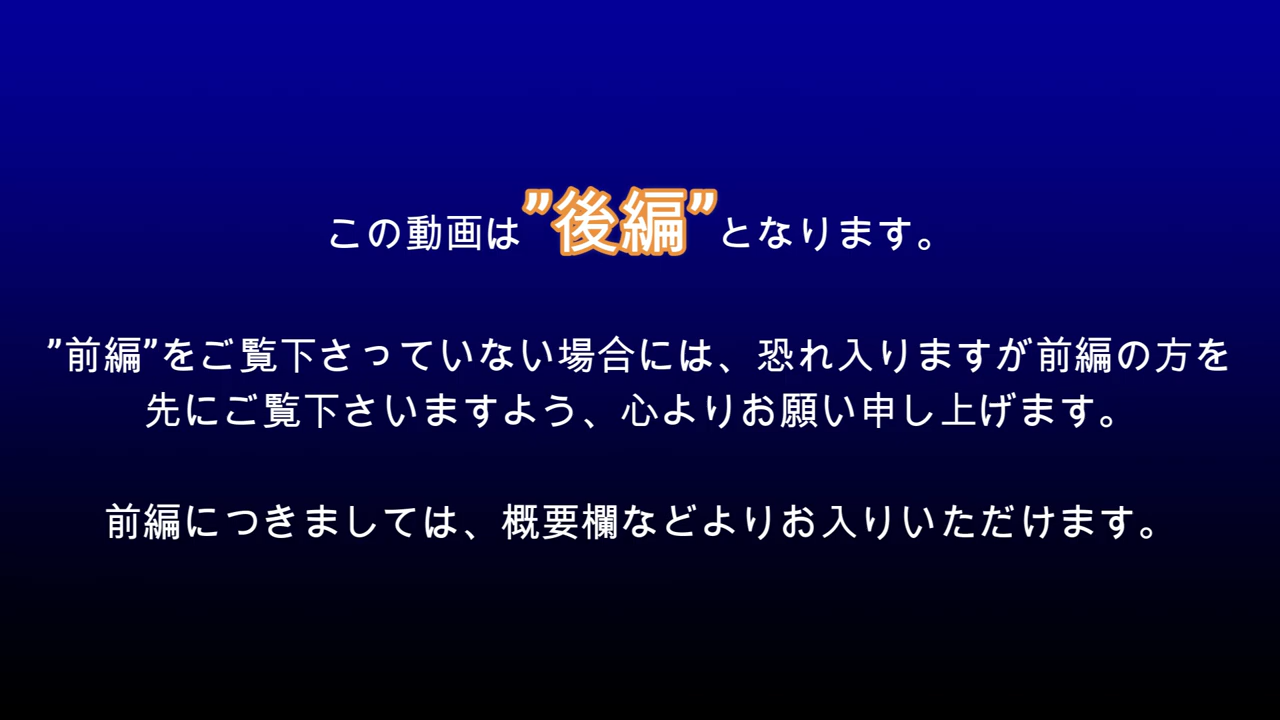 この動画は”後編”となります。
”前編”をご覧下さっていない場合には、恐れ入りますが前編の方を
先にご覧下さいますよう、心よりお願い申し上げます。
前編につきましては、概要欄などよりお入りいただけます。